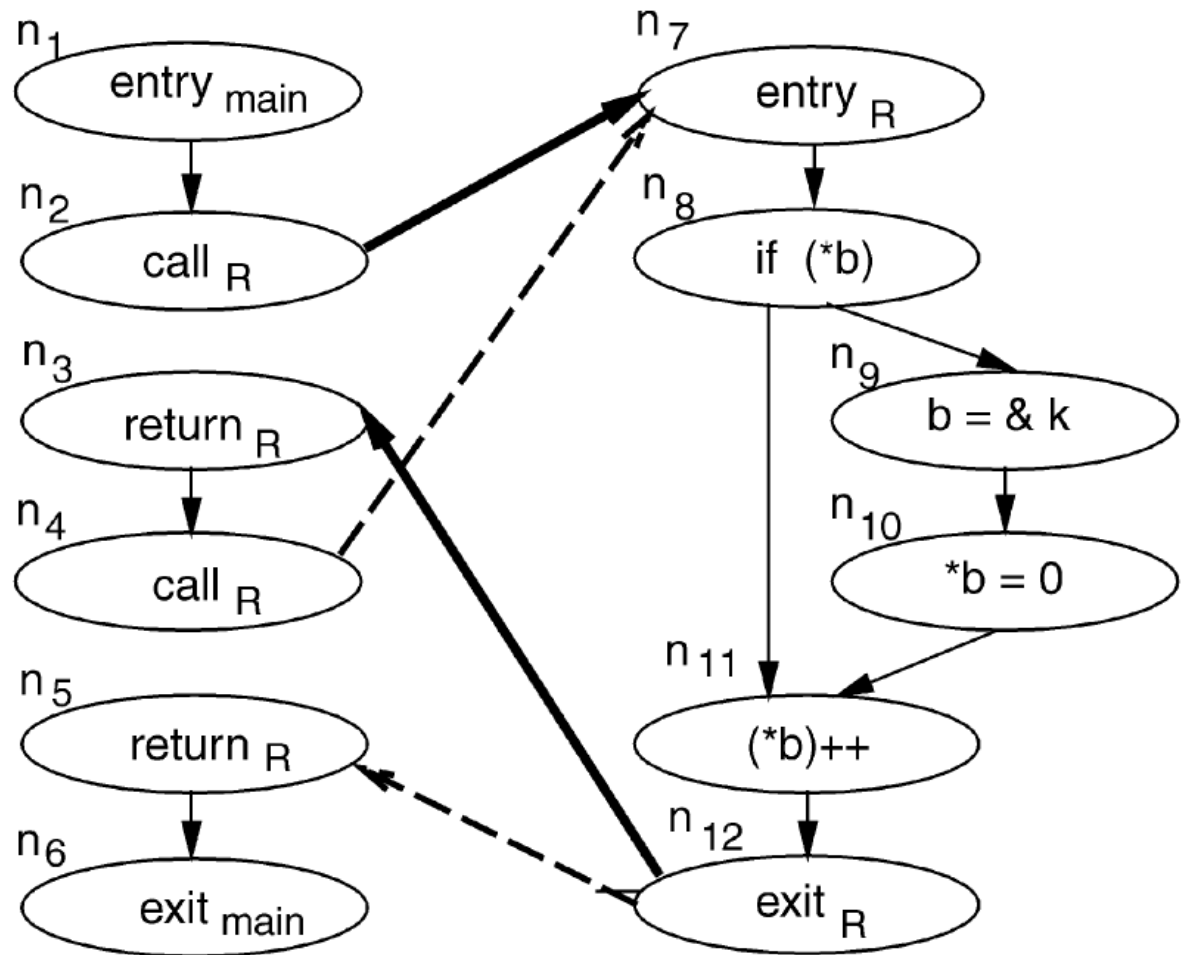 n1
entry main
n2
call R
n3
return R
n4
call R
n5
return R
n6
exit main
n7
entry R
n8
if (*b)
n9
b = & k
n10
*b = 0
n11
(*b)++
n12
exit R